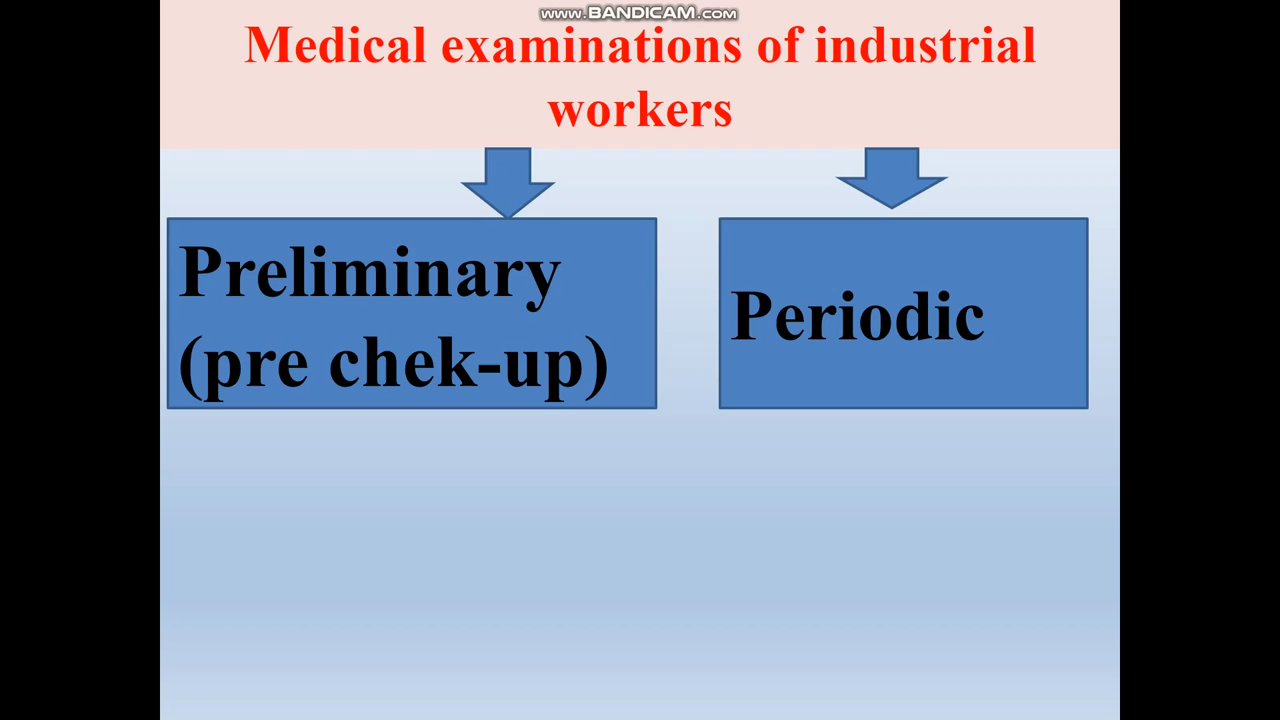 www.BANDICAM.com
Medical examinations of industrial
workers
Preliminary
(pre chek-up)
Periodic